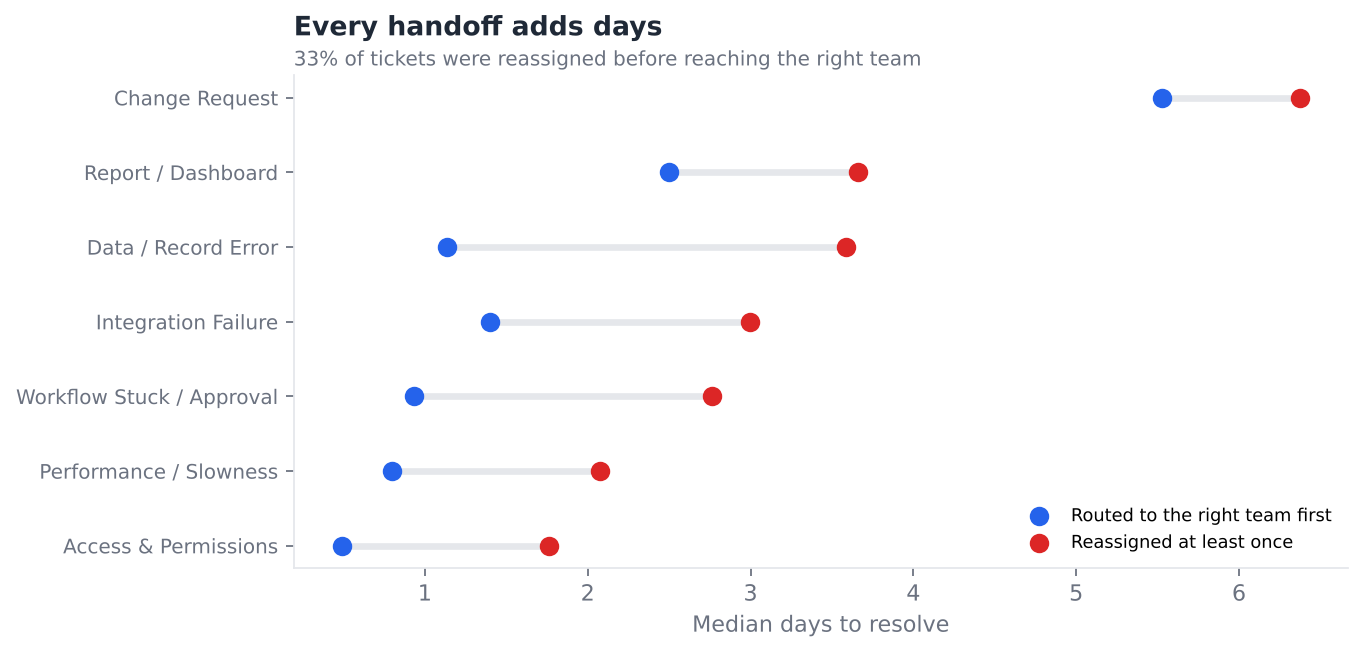 Every handoff adds days
33% of tickets were reassigned before reaching the right team
Change Request
Report / Dashboard
Data / Record Error
Integration Failure
Workflow Stuck / Approval
Performance / Slowness
Access & Permissions
Routed to the right team first
Reassigned at least once
1 2 3 4 5 6
Median days to resolve